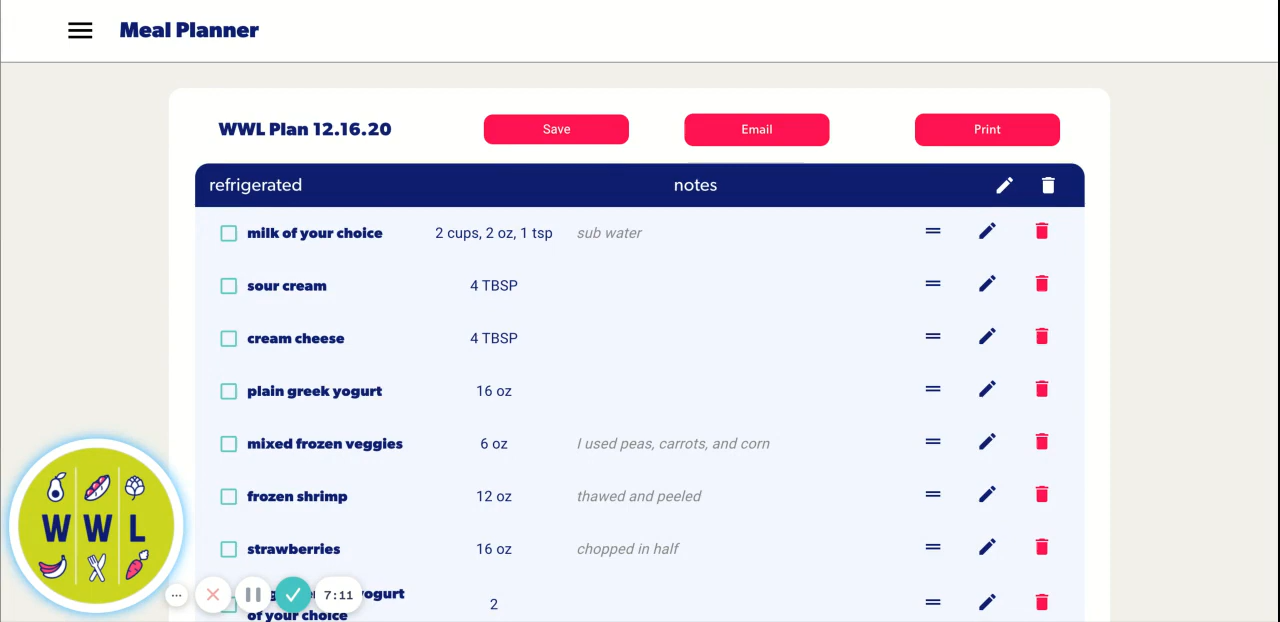 Meal Planner
WWL Plan 12.16.20 Save Email Print
refrigerated notes
milk of your choice 2 cups, 2 oz, 1 tsp sub water
sour cream 4 TBSP
cream cheese 4 TBSP
plain greek yogurt 16 oz
mixed frozen veggies 6 oz I used peas, carrots, and corn
frozen shrimp 12 oz thawed and peeled
strawberries 16 oz chopped in half
yogurt
of your choice 2
WWL
7:11